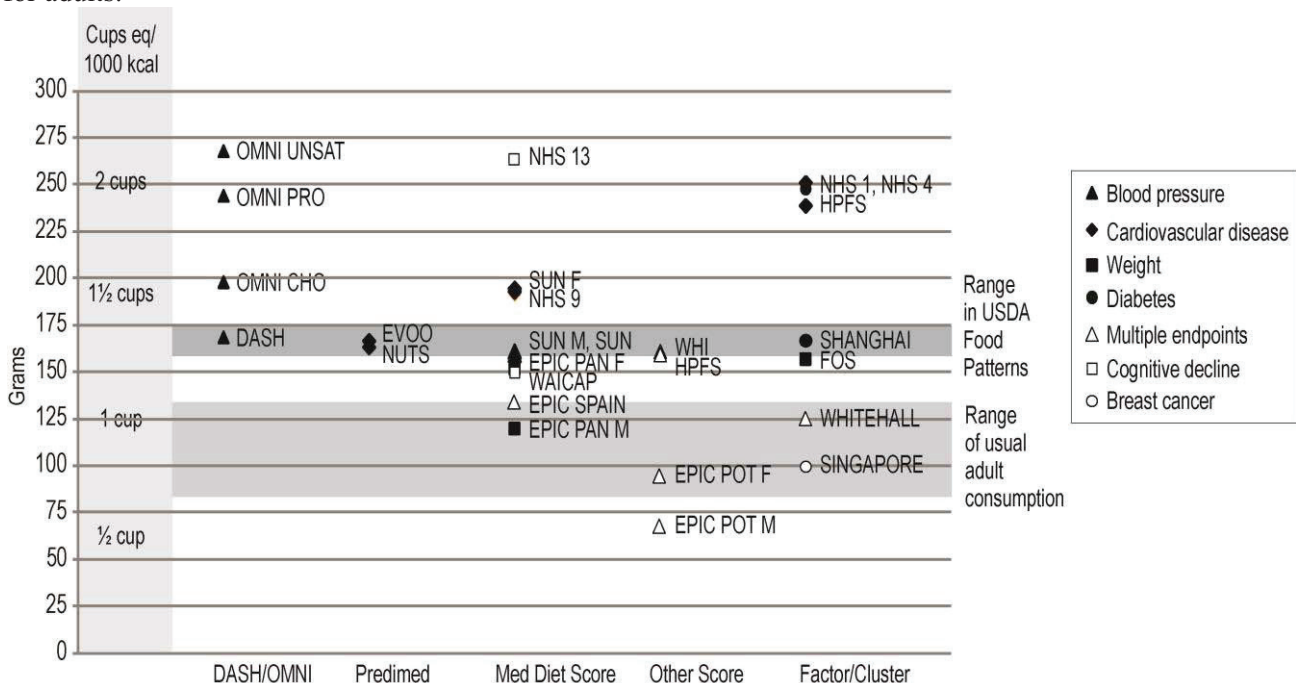 for adults.
Cups eq/
1000 kcal
300
275
250
225
200
175
150
125
100
75
50
25
0
Grams
2 cups
1½ cups
1 cup
½ cup
OMNI UNSAT
OMNI PRO
OMNI CHO
DASH
EVOO
NUTS
NHS 13
SUN F
NHS 9
SUN M, SUN
EPIC PAN F
WAICAP
EPIC SPAIN
EPIC PAN M
WHI
HPFS
EPIC POT F
EPIC POT M
NHS 1, NHS 4
HPFS
SHANGHAI
FOS
WHITEHALL
SINGAPORE
Range
in USDA
Food
Patterns
Range
of usual
adult
consumption
Blood pressure
Cardiovascular disease
Weight
Diabetes
Multiple endpoints
Cognitive decline
Breast cancer
DASH/OMNI
Predimed
Med Diet Score
Other Score
Factor/Cluster